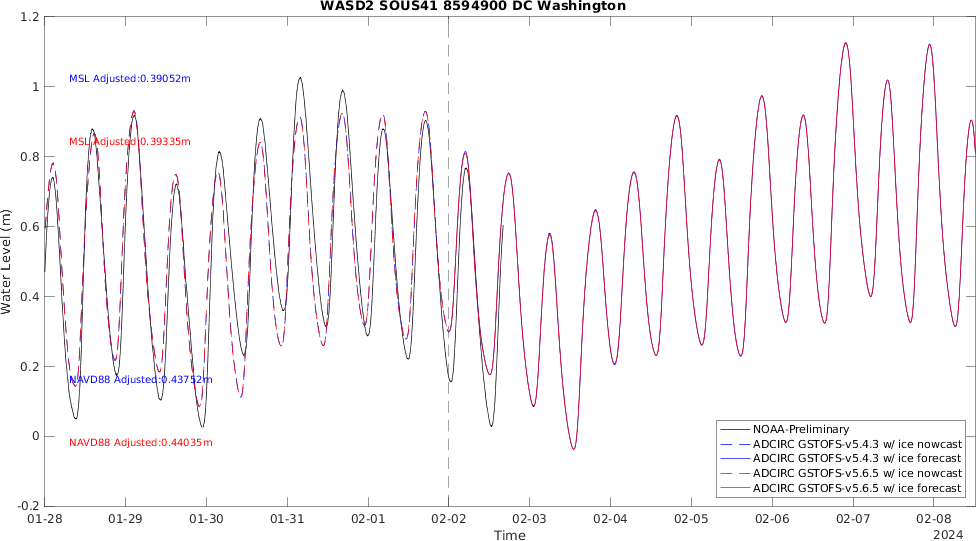 WASD2 SOUS41 8594900 DC Washington
1.2
1
0.8
0.6
0.4
0.2
0
-0.2
Water Level (m)
MSL Adjusted:0.39052m
MSL Adjusted:0.39335m
NAVD88 Adjusted:0.43752m
NAVD88 Adjusted:0.44035m
NOAA-Preliminary
ADCIRC GSTOFS-v5.4.3 w/ ice nowcast
ADCIRC GSTOFS-v5.4.3 w/ ice forecast
ADCIRC GSTOFS-v5.6.5 w/ ice nowcast
ADCIRC GSTOFS-v5.6.5 w/ ice forecast
01-28 01-29 01-30 01-31 02-01 02-02 02-03 02-04 02-05 02-06 02-07 02-08
Time
2024